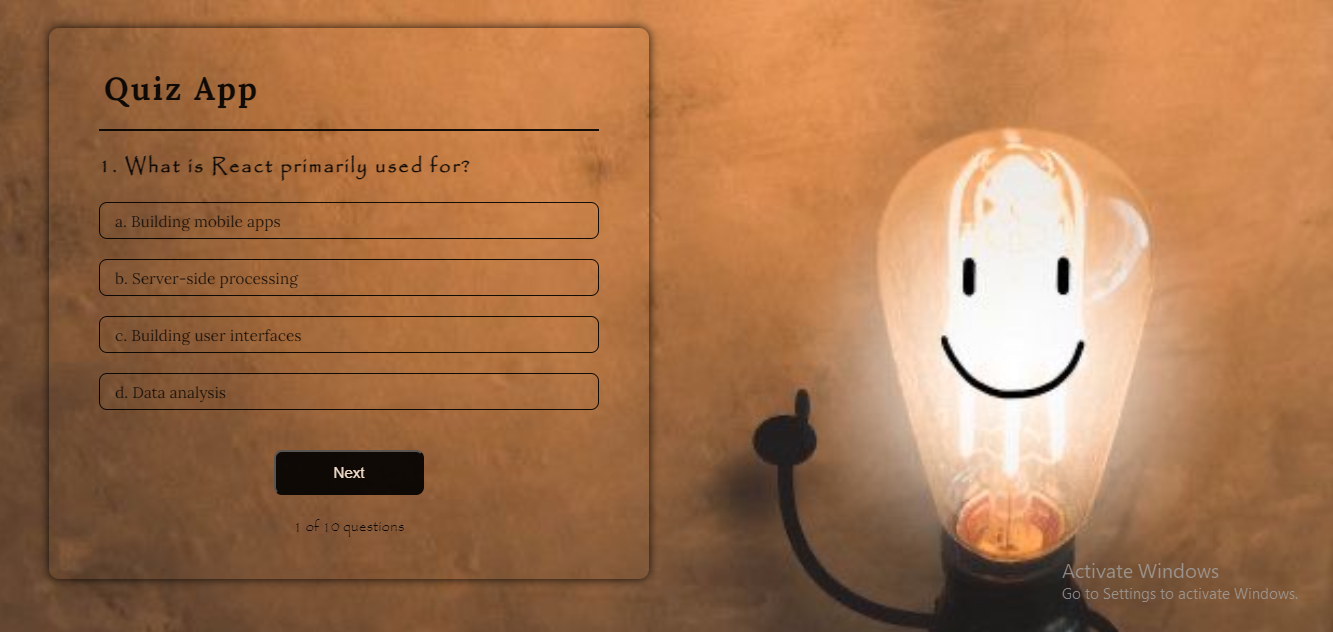 Quiz App
1. What is React primarily used for?
a. Building mobile apps
b. Server-side processing
c. Building user interfaces
d. Data analysis
Next
1 of 10 questions
Activate Windows
Go to Settings to activate Windows.